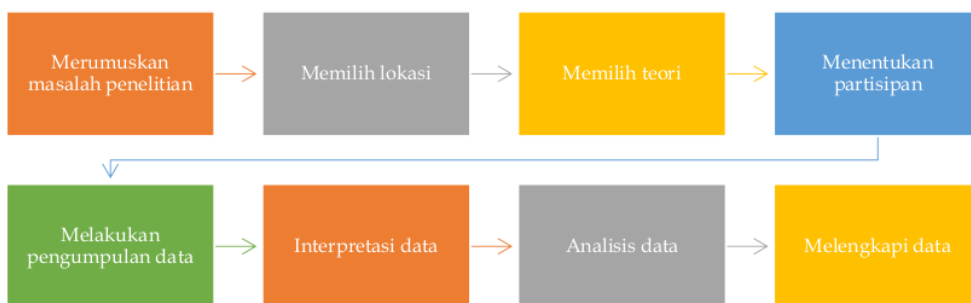 Merumuskan
masalah penelitian
Memilih lokasi
Memilih teori
Menentukan
partisipan
Melakukan
pengumpulan data
Interpretasi data
Analisis data
Melengkapi data